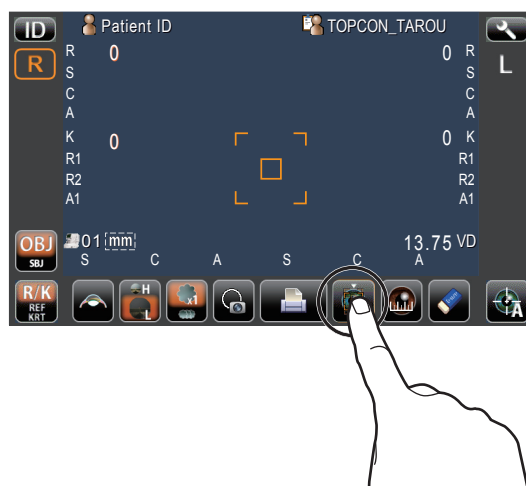 ID Patient ID TOPCON_TAROU
R R 0 0 R L
S S
C C
A A
K 0 0 K
R1 R1
R2 R2
A1 A1
OBJ 01 mm 13.75 VD
SBJ S C A S C A
R/K H x1 A
REF L
KRT